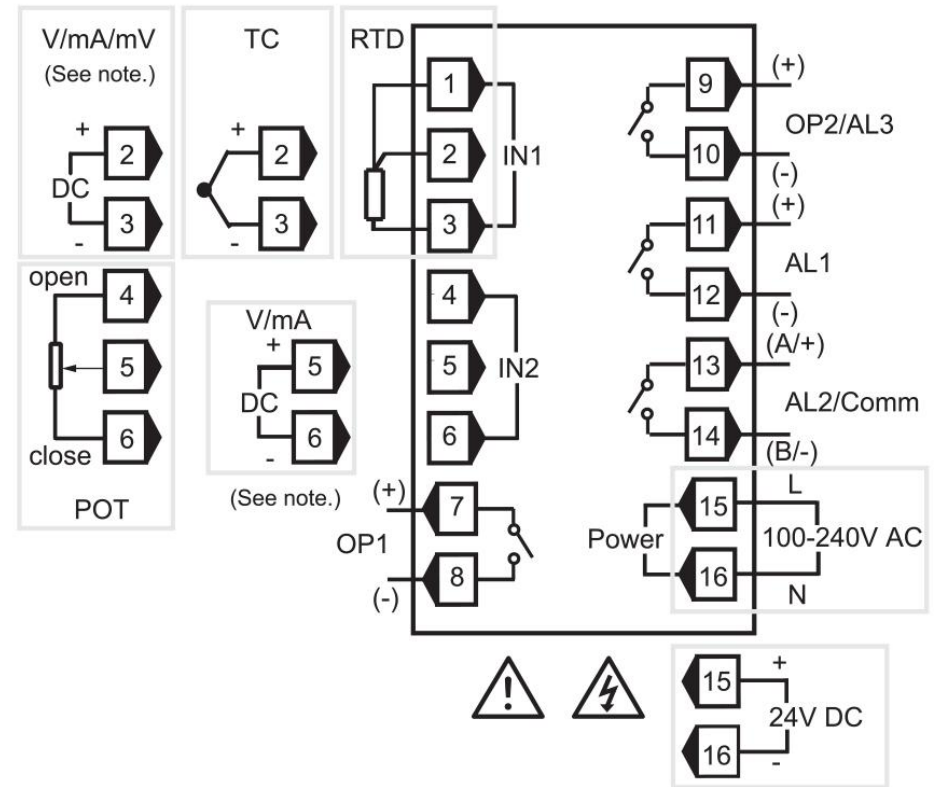 V/mA/mV
(See note.)
+
2
DC
3
-
TC
+
2
3
-
RTD
1
2
IN1
3
open
4
5
6
close
POT
V/mA
+
5
DC
6
-
(See note.)
4
5
IN2
6
(+)
7
OP1
8
(-)
9
(+)
OP2/AL3
10
(-)
11
(+)
AL1
12
(-)
13
(A/+)
AL2/Comm
14
(B/-)
15
L
Power
100-240V AC
16
N
15
+
24V DC
16
-